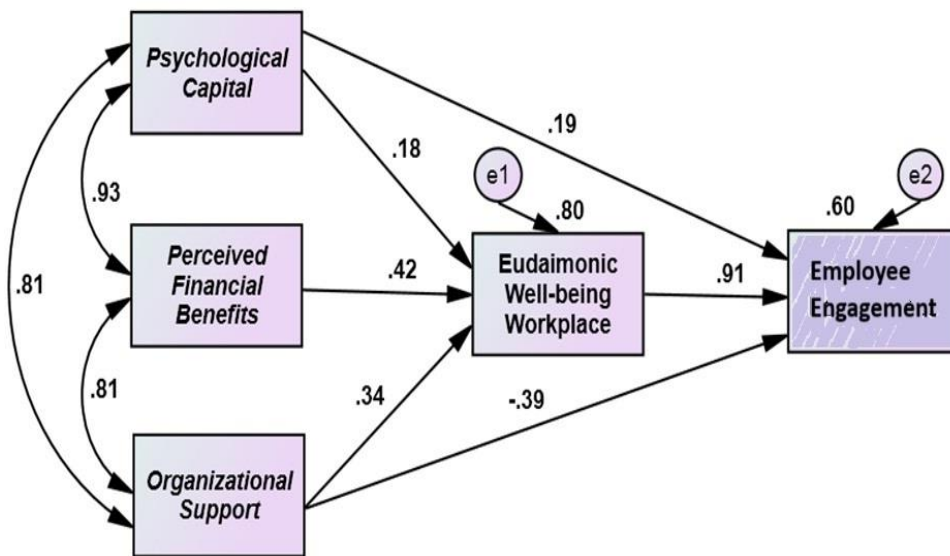 Psychological
Capital
.19
.18
e1
e2
.93
.80
.60
Perceived
Financial
Benefits
.42
Eudaimonic
Well-being
Workplace
.91
Employee
Engagement
.81
.81
.34
-.39
Organizational
Support